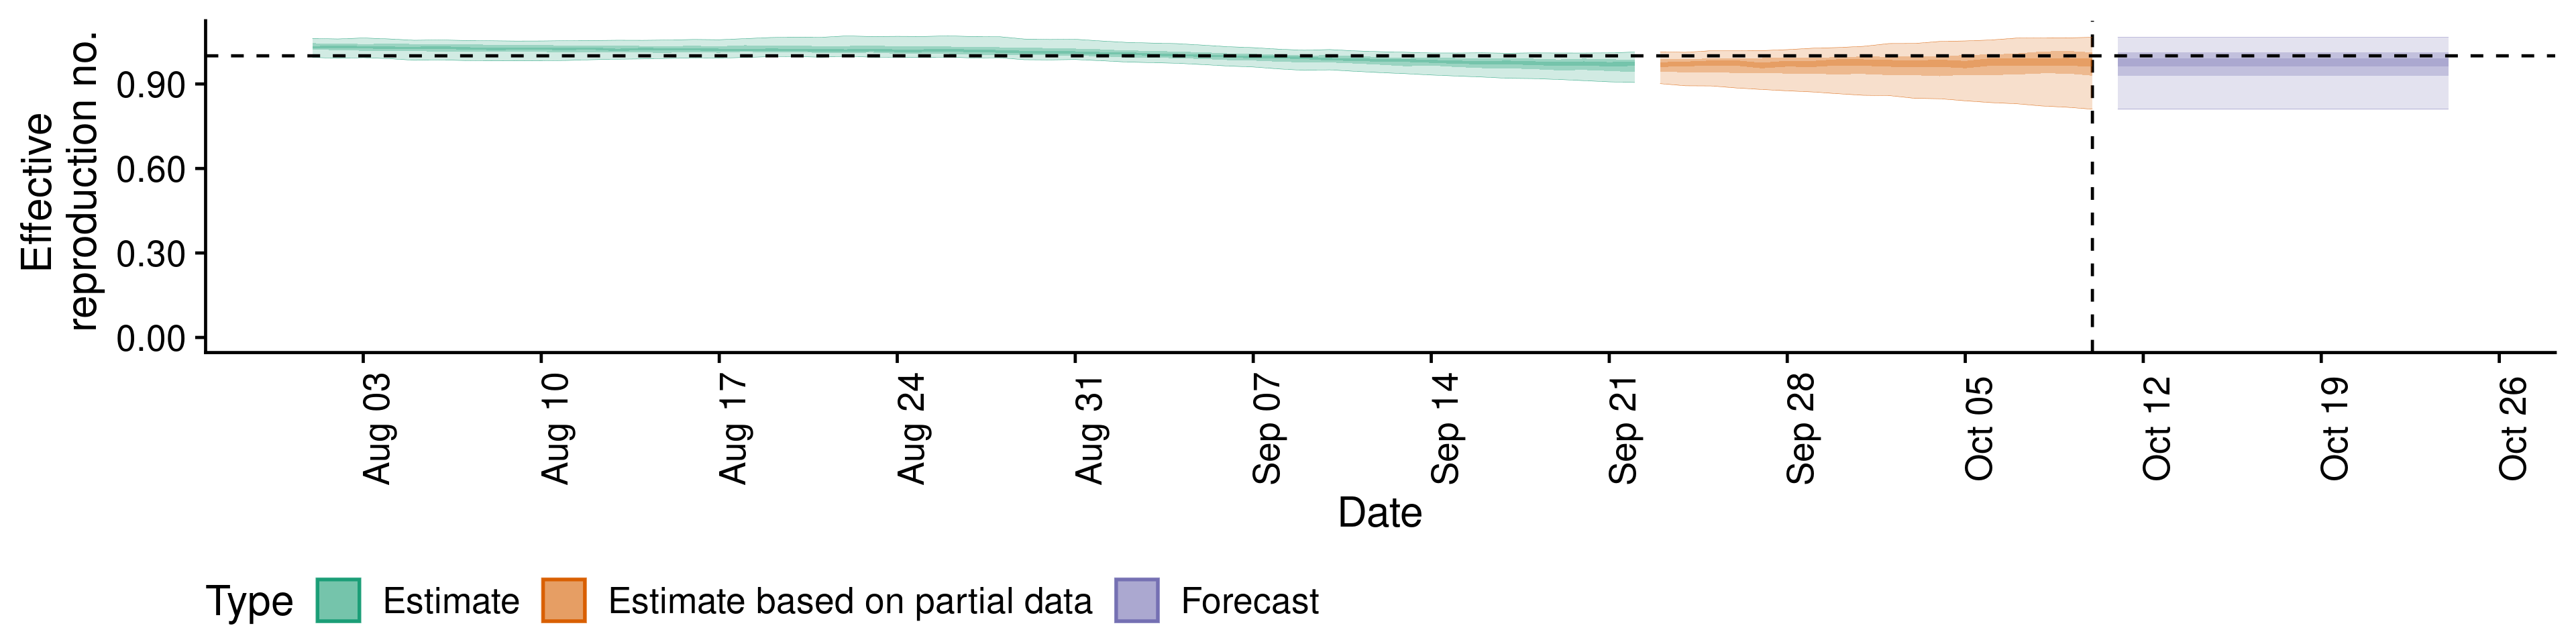 Effective
reproduction no.
0.90
0.60
0.30
0.00
Aug 03
Aug 10
Aug 17
Aug 24
Aug 31
Sep 07
Sep 14
Sep 21
Sep 28
Oct 05
Oct 12
Oct 19
Oct 26
Date
Type Estimate Estimate based on partial data Forecast